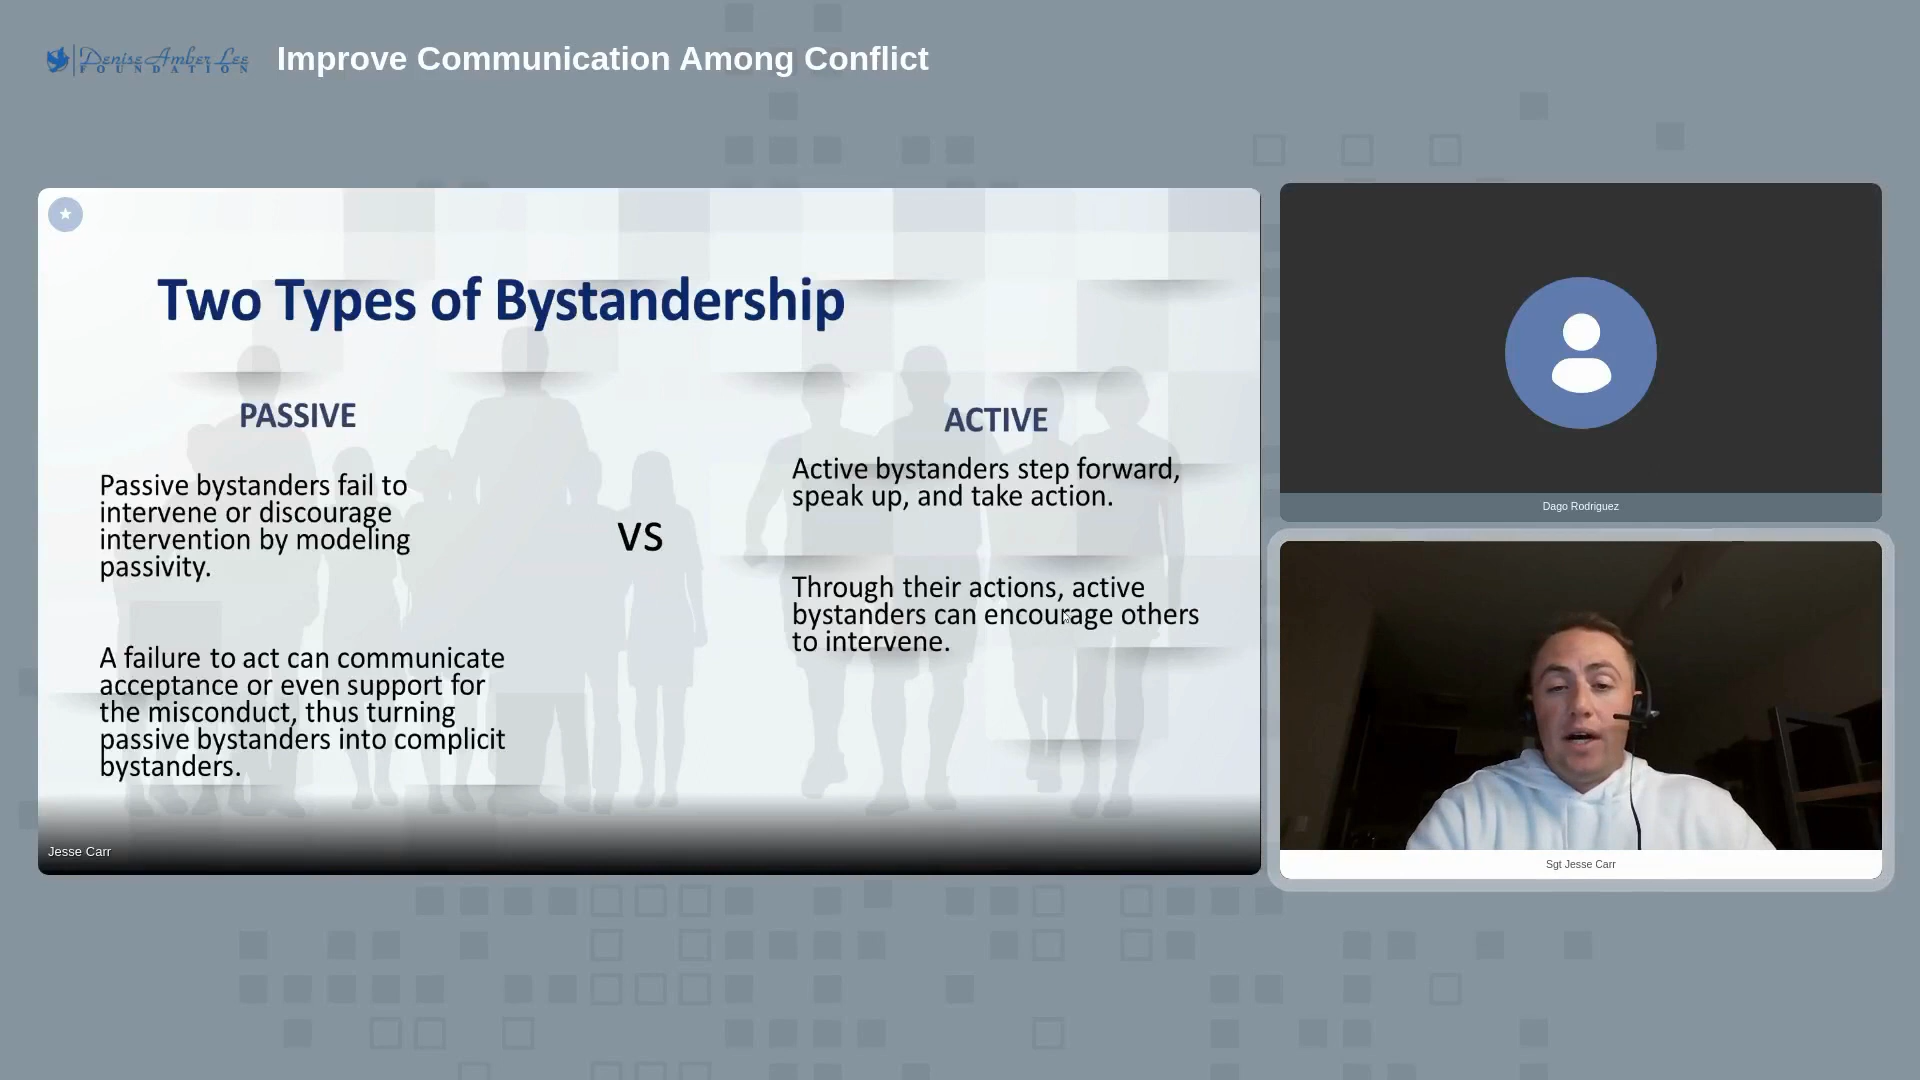 Denise Amber Lee
FOUNDATION
Improve Communication Among Conflict
Two Types of Bystandership
PASSIVE
Passive bystanders fail to
intervene or discourage
intervention by modeling
passivity.
A failure to act can communicate
acceptance or even support for
the misconduct, thus turning
passive bystanders into complicit
bystanders.
vs
ACTIVE
Active bystanders step forward,
speak up, and take action.
Through their actions, active
bystanders can encourage others
to intervene.
Jesse Carr
Dago Rodriguez
Sgt Jesse Carr